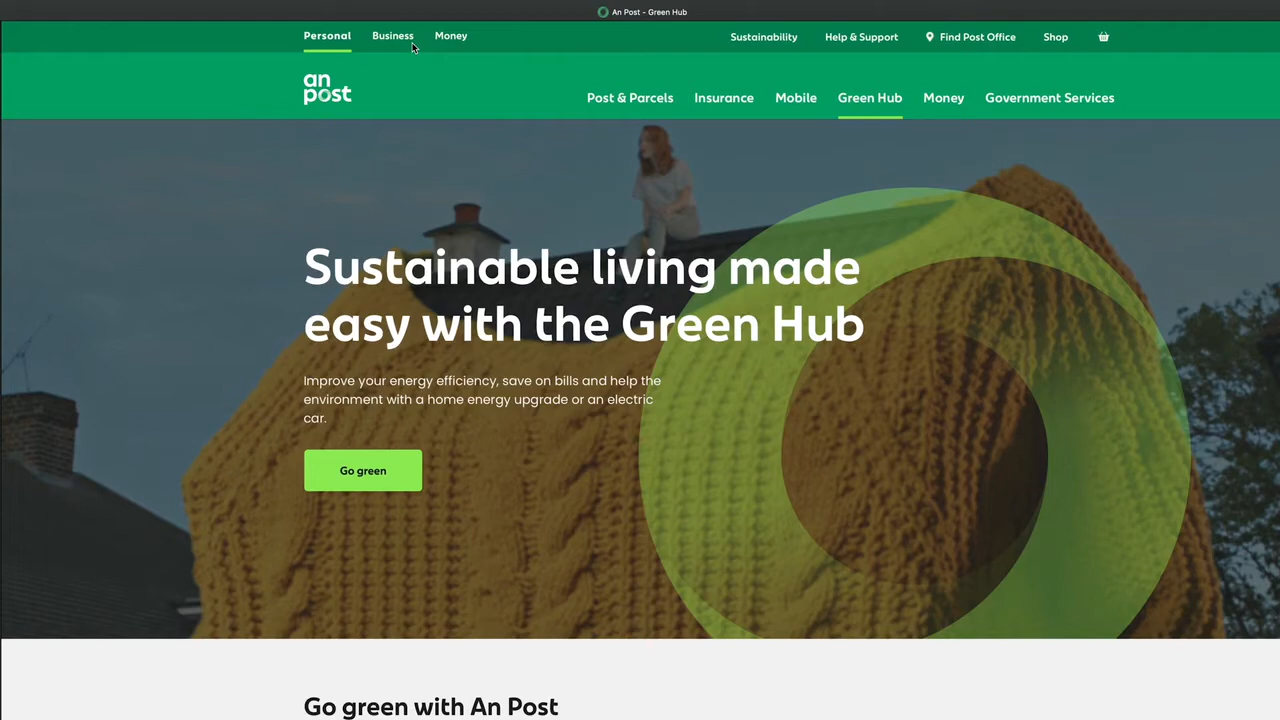 An Post - Green Hub
Personal Business Money
Sustainability Help & Support Find Post Office Shop
an
post
Post & Parcels Insurance Mobile Green Hub Money Government Services
Sustainable living made
easy with the Green Hub
Improve your energy efficiency, save on bills and help the
environment with a home energy upgrade or an electric
car.
Go green
Go green with An Post